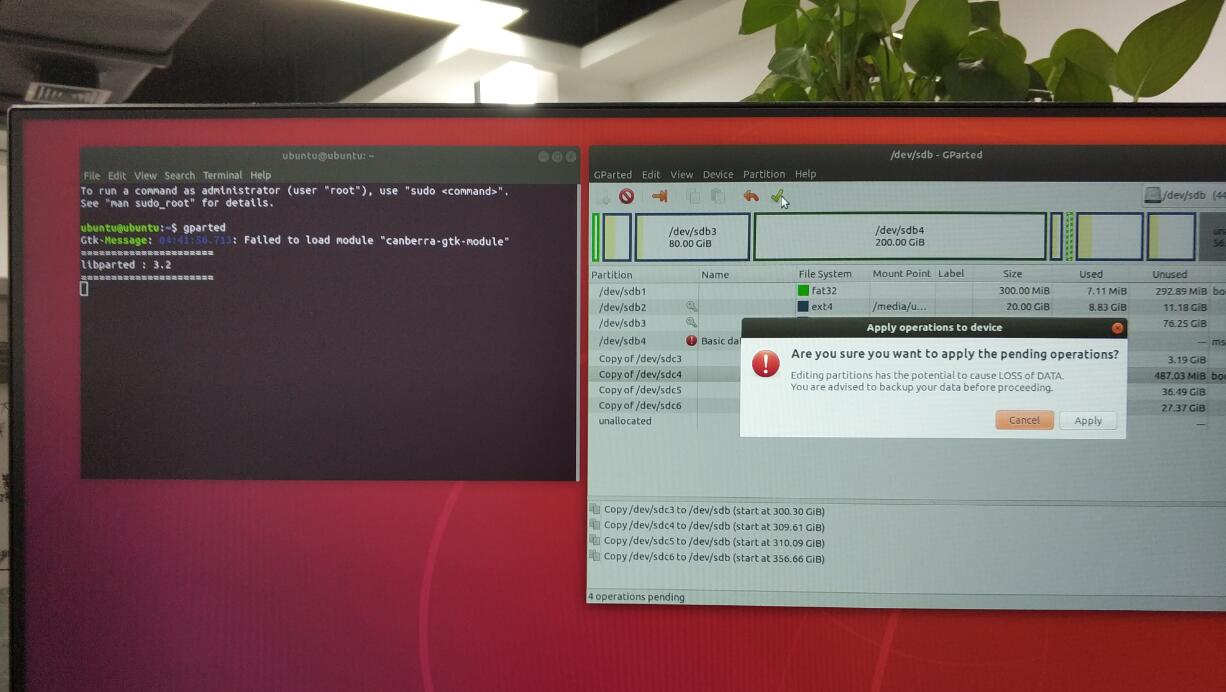 ubuntu@ubuntu: ~
File Edit View Search Terminal Help
To run a command as administrator (user "root"), use "sudo <command>".
See "man sudo_root" for details.
ubuntu@ubuntu:~$ gparted
Gtk-Message: 04:41:56.713: Failed to load module "canberra-gtk-module"
======================
libparted : 3.2
======================
/dev/sdb - GParted
GParted Edit View Device Partition Help
/dev/sdb
/dev/sdb3
80.00 GiB
/dev/sdb4
200.00 GiB
Partition Name File System Mount Point Label Size Used Unused
/dev/sdb1 fat32 300.00 MiB 7.11 MiB 292.89 MiB
/dev/sdb2 ext4 /media/u... 20.00 GiB 8.83 GiB 11.18 GiB
/dev/sdb3 76.25 GiB
/dev/sdb4 Basic —
Copy of /dev/sdc3 3.19 GiB
Copy of /dev/sdc4 487.03 MiB
Copy of /dev/sdc5 36.49 GiB
Copy of /dev/sdc6 27.37 GiB
unallocated —
Apply operations to device
Are you sure you want to apply the pending operations?
Editing partitions has the potential to cause LOSS of DATA.
You are advised to backup your data before proceeding.
Cancel Apply
Copy /dev/sdc3 to /dev/sdb (start at 300.30 GiB)
Copy /dev/sdc4 to /dev/sdb (start at 309.61 GiB)
Copy /dev/sdc5 to /dev/sdb (start at 310.09 GiB)
Copy /dev/sdc6 to /dev/sdb (start at 356.66 GiB)
4 operations pending